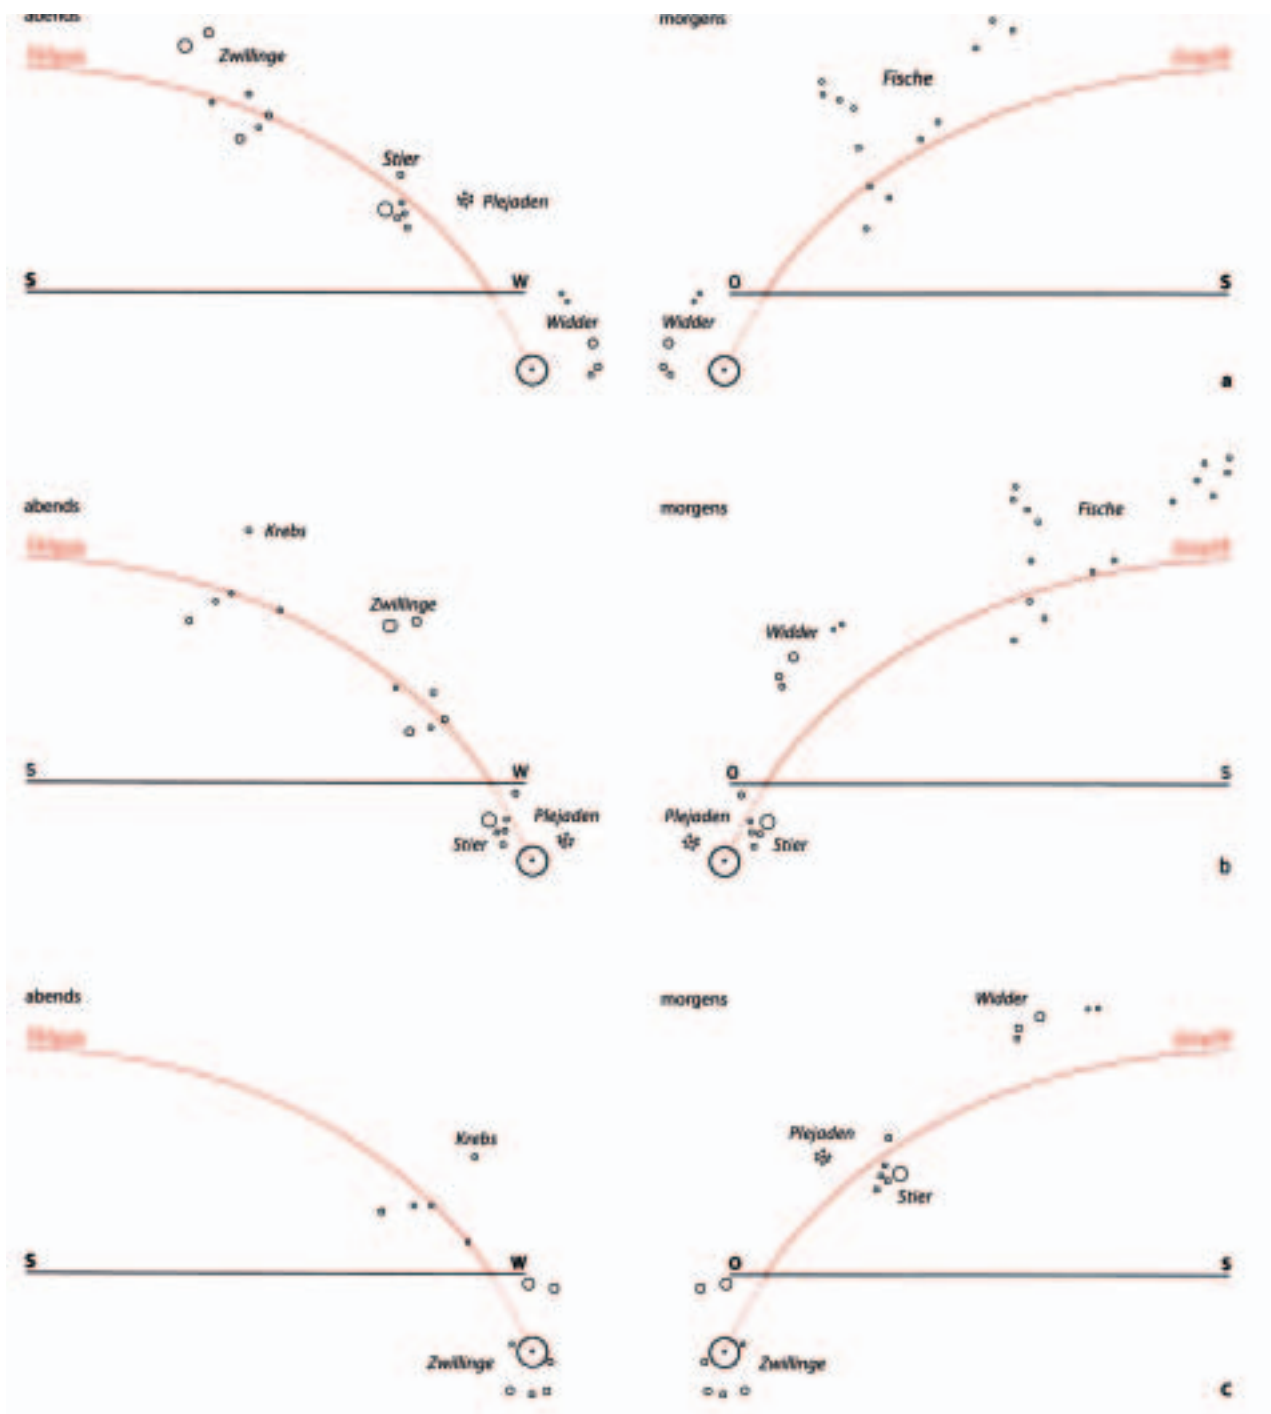 abends
morgens
Zwillinge
Fische
Stier
Plejaden
S
W
O
S
Widder
Widder
a
abends
morgens
Krebs
Fische
Zwillinge
Widder
S
W
O
S
Plejaden
Plejaden
Stier
Stier
b
abends
morgens
Widder
Krebs
Plejaden
Stier
S
W
O
S
Zwillinge
Zwillinge
c